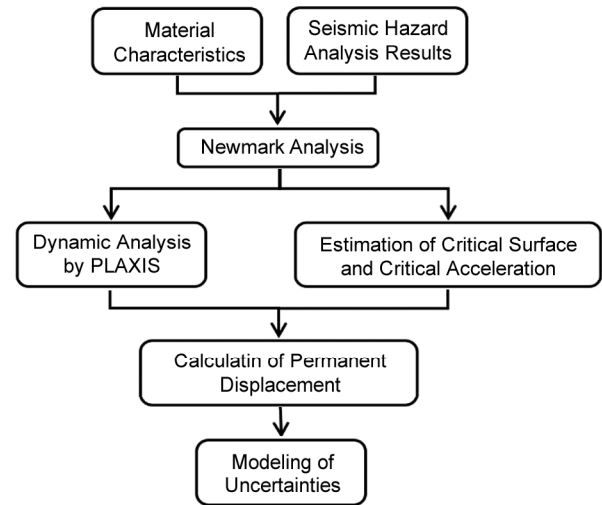 Material
Characteristics
Seismic Hazard
Analysis Results
Newmark Analysis
Dynamic Analysis
by PLAXIS
Estimation of Critical Surface
and Critical Acceleration
Calculatin of Permanent
Displacement
Modeling of
Uncertainties